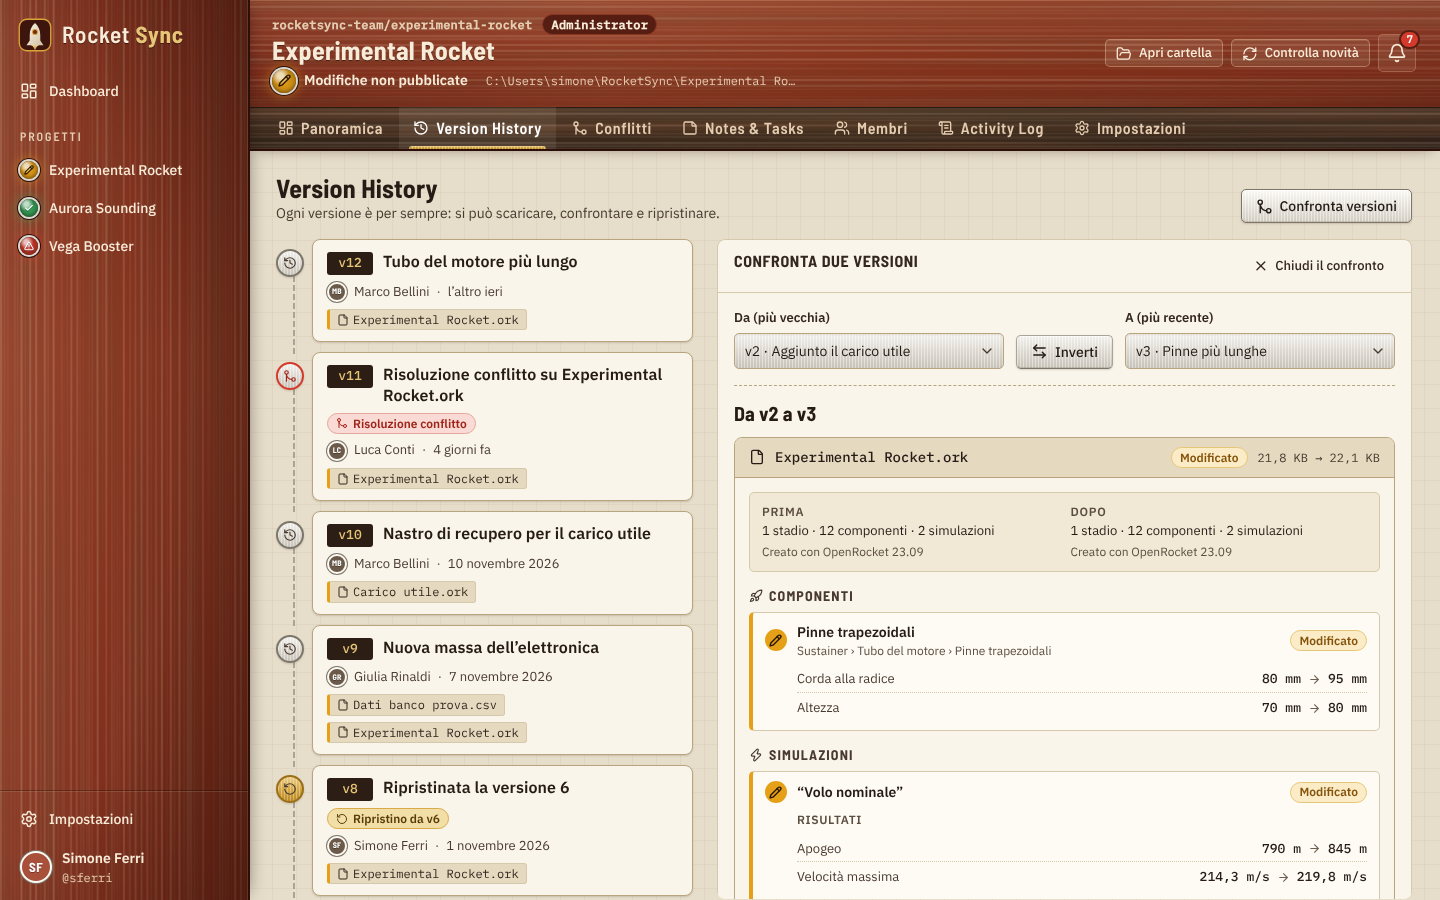 Rocket Sync
Dashboard
PROGETTI
Experimental Rocket
Aurora Sounding
Vega Booster
Impostazioni
SF
Simone Ferri
@sferri
rocketsync-team/experimental-rocket
Administrator
Experimental Rocket
Modifiche non pubblicate
C:\Users\simone\RocketSync\Experimental Ro…
Apri cartella
Controlla novità
7
Panoramica
Version History
Conflitti
Notes & Tasks
Membri
Activity Log
Impostazioni
Version History
Ogni versione è per sempre: si può scaricare, confrontare e ripristinare.
Confronta versioni
v12
Tubo del motore più lungo
MB
Marco Bellini · l’altro ieri
Experimental Rocket.ork
v11
Risoluzione conflitto su Experimental
Rocket.ork
Risoluzione conflitto
LC
Luca Conti · 4 giorni fa
Experimental Rocket.ork
v10
Nastro di recupero per il carico utile
MB
Marco Bellini · 10 novembre 2026
Carico utile.ork
v9
Nuova massa dell’elettronica
GR
Giulia Rinaldi · 7 novembre 2026
Dati banco prova.csv
Experimental Rocket.ork
v8
Ripristinata la versione 6
Ripristino da v6
SF
Simone Ferri · 1 novembre 2026
Experimental Rocket.ork
CONFRONTA DUE VERSIONI
Chiudi il confronto
Da (più vecchia)
v2 · Aggiunto il carico utile
Inverti
A (più recente)
v3 · Pinne più lunghe
Da v2 a v3
Experimental Rocket.ork
Modificato
21,8 KB → 22,1 KB
PRIMA
1 stadio · 12 componenti · 2 simulazioni
Creato con OpenRocket 23.09
DOPO
1 stadio · 12 componenti · 2 simulazioni
Creato con OpenRocket 23.09
COMPONENTI
Pinne trapezoidali
Sustainer › Tubo del motore › Pinne trapezoidali
Modificato
Corda alla radice 80 mm → 95 mm
Altezza 70 mm → 80 mm
SIMULAZIONI
“Volo nominale”
Modificato
RISULTATI
Apogeo 790 m → 845 m
Velocità massima 214,3 m/s → 219,8 m/s